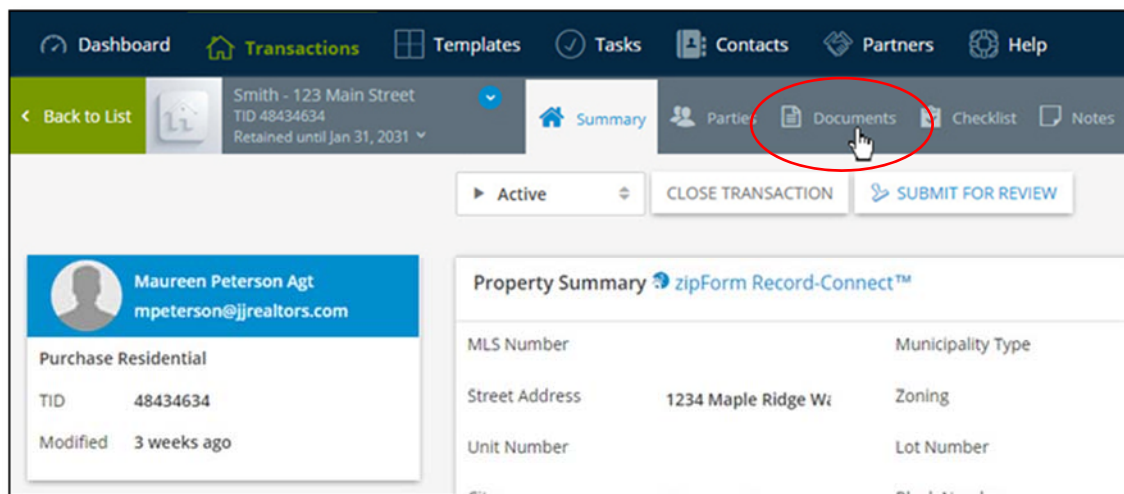 Dashboard Transactions Templates Tasks Contacts Partners Help
Back to List
Smith - 123 Main Street
TID 48434634
Retained until Jan 31, 2031
Summary Parties Documents Checklist Notes
Active CLOSE TRANSACTION SUBMIT FOR REVIEW
Maureen Peterson Agt
mpeterson@jjrealtors.com
Purchase Residential
TID 48434634
Modified 3 weeks ago
Property Summary zipForm Record-Connect™
MLS Number Municipality Type
Street Address 1234 Maple Ridge Wa Zoning
Unit Number Lot Number